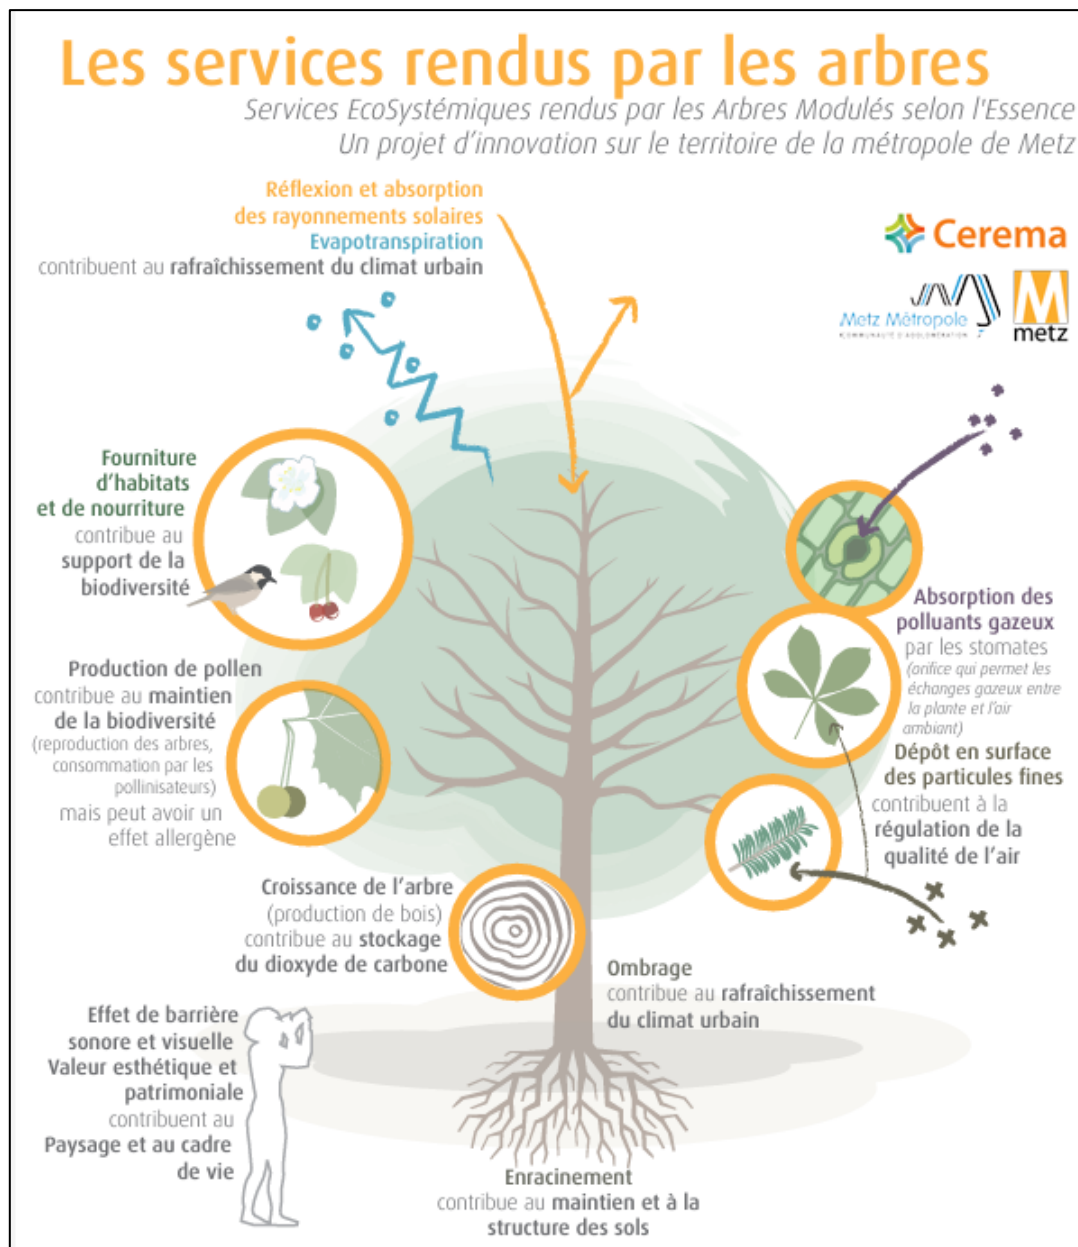 Les services rendus par les arbres
Services EcoSystémiques rendus par les Arbres Modulés selon l'Essence
Un projet d'innovation sur le territoire de la métropole de Metz
Réflexion et absorption
des rayonnements solaires
Evapotranspiration
contribuent au rafraîchissement du climat urbain
Cerema
Metz Métropole
COMMUNAUTÉ D'AGGLOMÉRATION
M
metz
Fourniture
d'habitats
et de nourriture
contribue au
support de la
biodiversité
Absorption des
polluants gazeux
par les stomates
(orifice qui permet les
échanges gazeux entre
la plante et l'air
ambiant)
Production de pollen
contribue au maintien
de la biodiversité
(reproduction des arbres,
consommation par les
pollinisateurs)
mais peut avoir un
effet allergène
Dépôt en surface
des particules fines
contribuent à la
régulation de la
qualité de l'air
Croissance de l'arbre
(production de bois)
contribue au stockage
du dioxyde de carbone
Ombrage
contribue au rafraîchissement
du climat urbain
Effet de barrière
sonore et visuelle
Valeur esthétique et
patrimoniale
contribuent au
Paysage et au cadre
de vie
Enracinement
contribue au maintien et à la
structure des sols